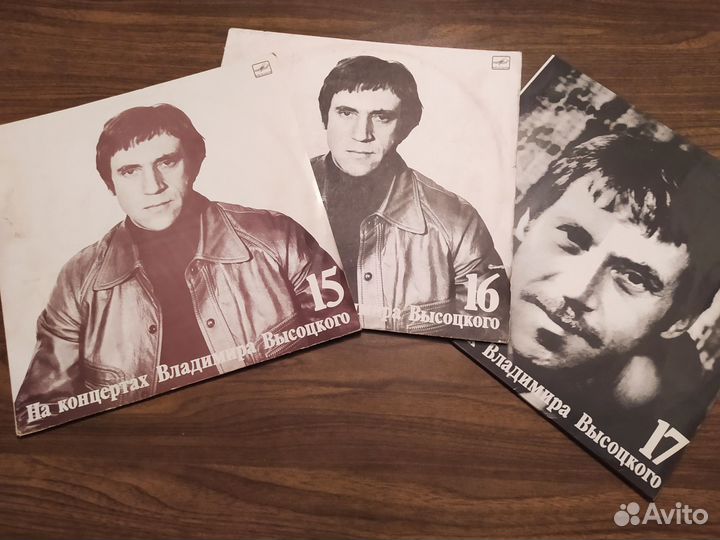 15
На концертах Владимира Высоцкого
16
ра Высоцкого
17
Владимира Высоцкого
Avito